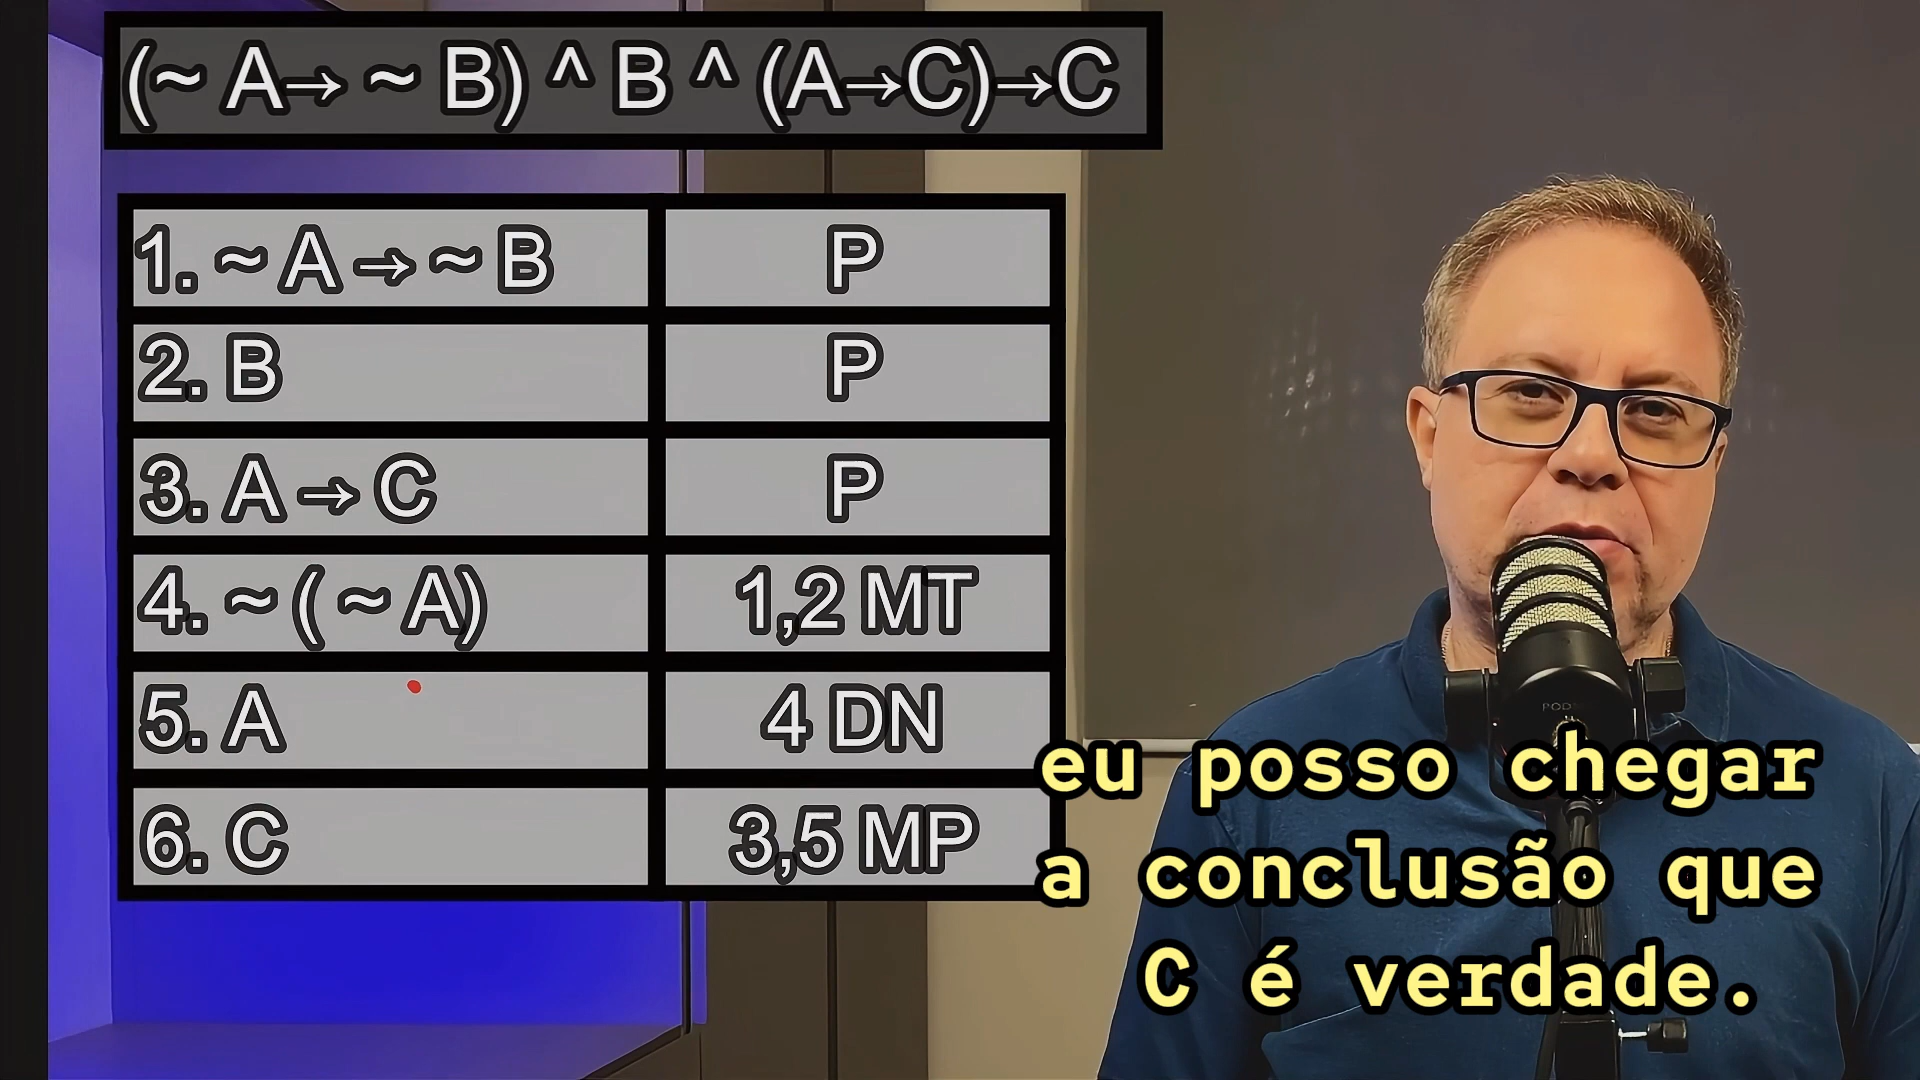 (~ A→ ~ B) ^ B ^ (A→C)→C
1. ~ A → ~ B P
2. B P
3. A → C P
4. ~ ( ~ A) 1,2 MT
5. A 4 DN
6. C 3,5 MP
eu posso chegar
a conclusão que
C é verdade.